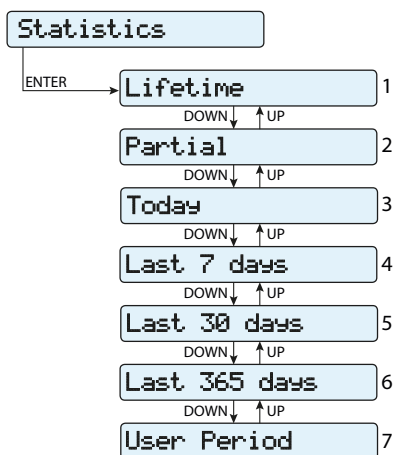 Statistics
ENTER
Lifetime 1
DOWN UP
Partial 2
DOWN UP
Today 3
DOWN UP
Last 7 days 4
DOWN UP
Last 30 days 5
DOWN UP
Last 365 days 6
DOWN UP
User Period 7